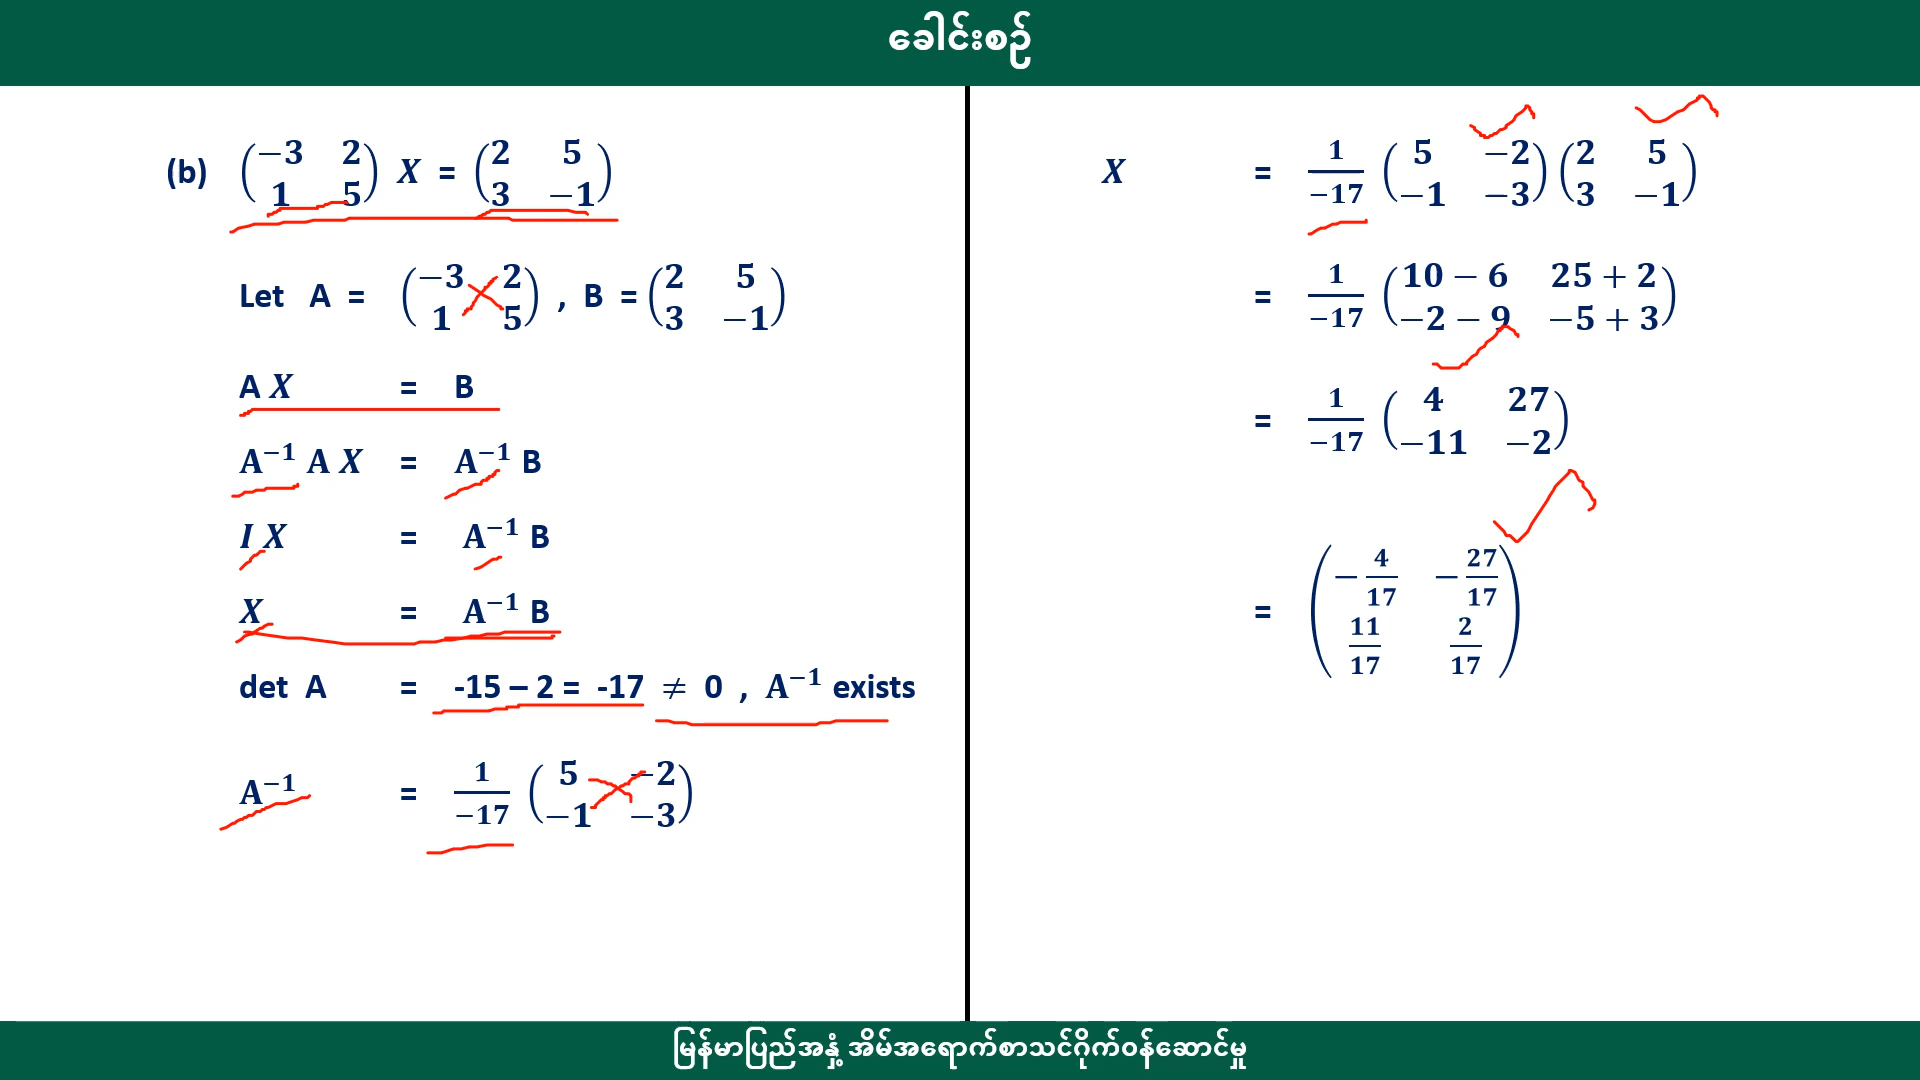 ခေါင်းစဉ်
(b) (−3 2 / 1 5) X = (2 5 / 3 −1)
Let A = (−3 2 / 1 5) , B = (2 5 / 3 −1)
A X = B
A⁻¹ A X = A⁻¹ B
I X = A⁻¹ B
X = A⁻¹ B
det A = -15 – 2 = -17 ≠ 0 , A⁻¹ exists
A⁻¹ = 1/−17 (5 −2 / −1 −3)
X = 1/−17 (5 −2 / −1 −3) (2 5 / 3 −1)
= 1/−17 (10 − 6 25 + 2 / −2 − 9 −5 + 3)
= 1/−17 (4 27 / −11 −2)
= (−4/17 −27/17 / 11/17 2/17)
မြန်မာပြည်အနှံ့ အိမ်အရောက်စာသင်ဂိုက်ဝန်ဆောင်မှု